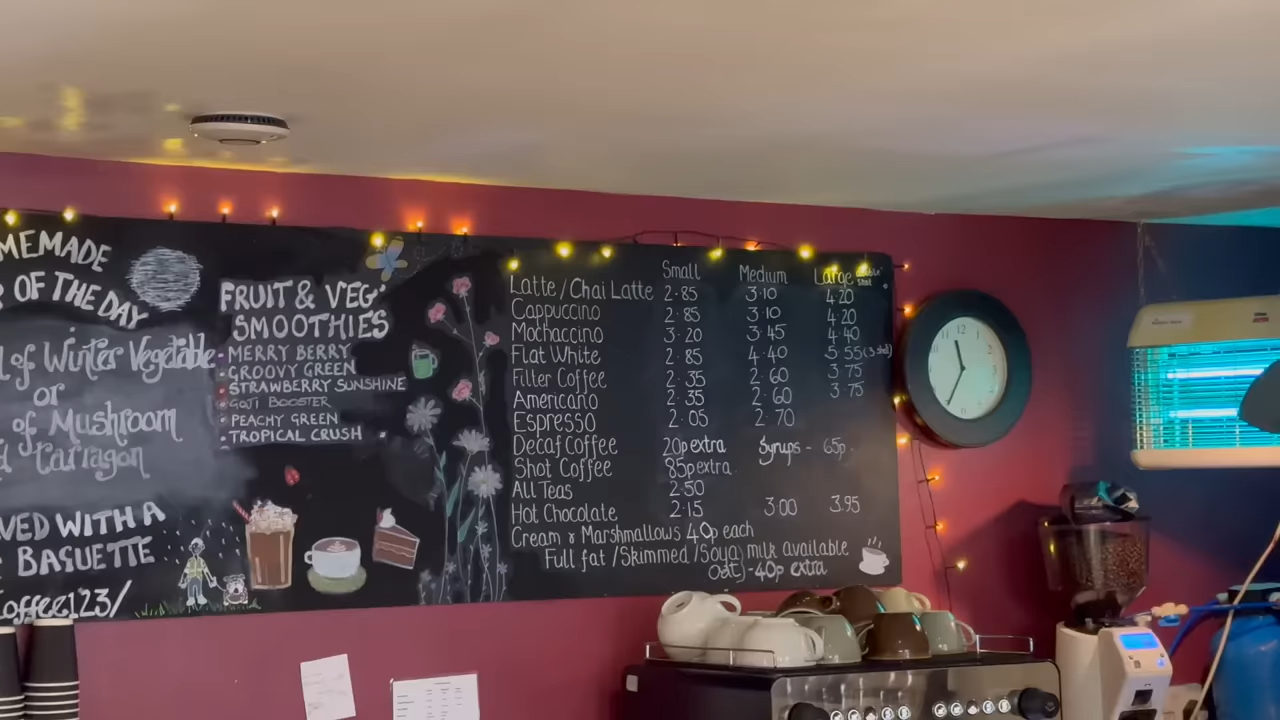 MEMADE
OF THE DAY
of Winter Vegetable
or
of Mushroom
Tarragon
VED WITH A
BAGUETTE
Coffee123/
FRUIT & VEG'
SMOOTHIES
• MERRY BERRY
• GROOVY GREEN
• STRAWBERRY SUNSHINE
• GOJI BOOSTER
• PEACHY GREEN
• TROPICAL CRUSH
Small Medium Large double shot
Latte / Chai Latte 2·85 3·10 4·20
Cappuccino 2·85 3·10 4·20
Mochaccino 3·20 3·45 4·40
Flat White 2·85 4·40 5 55 (3 shot)
Filter Coffee 2·35 2·60 3 75
Americano 2·35 2·60 3 75
Espresso 2·05 2·70
Decaf Coffee 20p extra Syrups - 65p.
Shot Coffee 85p extra
All Teas 2·50
Hot Chocolate 2·15 3·00 3.95
Cream & Marshmallows 40p each
Full fat / Skimmed / Soya milk available
Oat - 40p extra
12